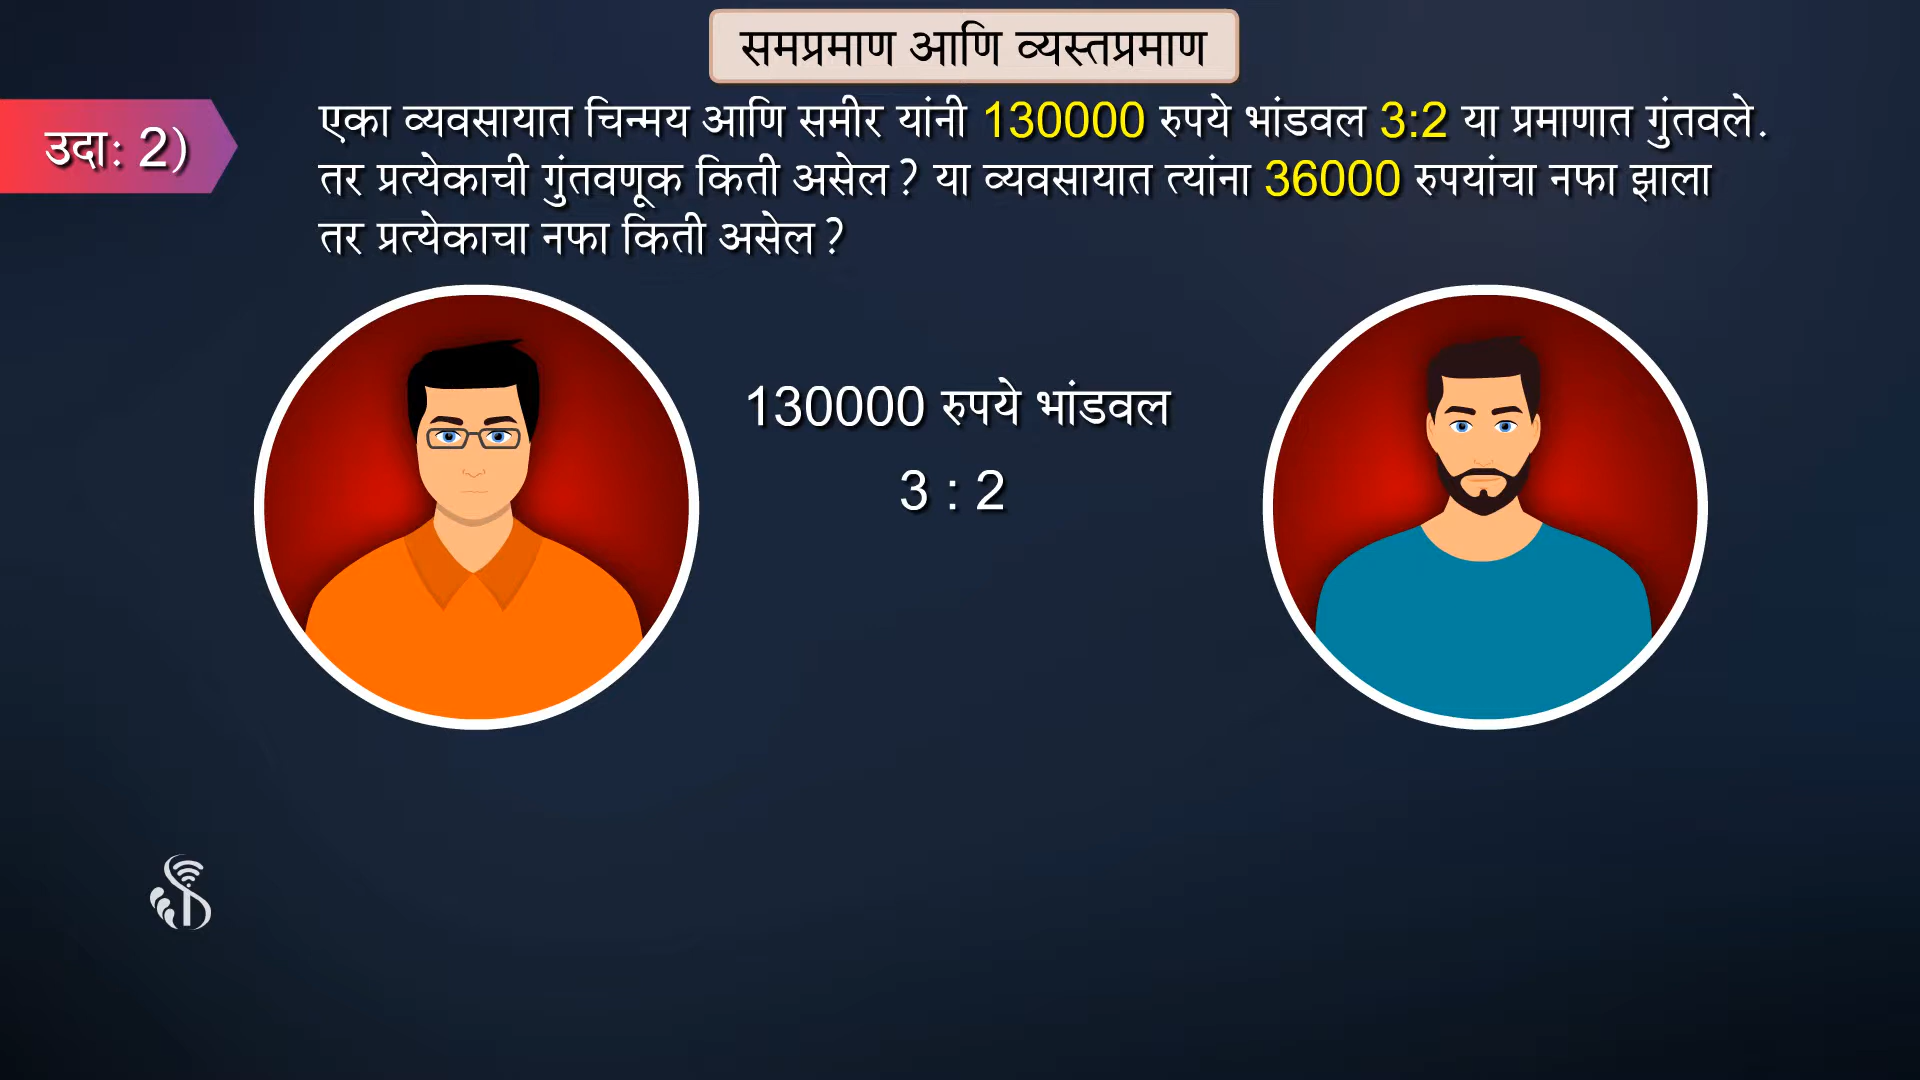 समप्रमाण आणि व्यस्तप्रमाण
उदा: 2)
एका व्यवसायात चिन्मय आणि समीर यांनी 130000 रुपये भांडवल 3:2 या प्रमाणात गुंतवले.
तर प्रत्येकाची गुंतवणूक किती असेल? या व्यवसायात त्यांना 36000 रुपयांचा नफा झाला
तर प्रत्येकाचा नफा किती असेल?
130000 रुपये भांडवल
3 : 2